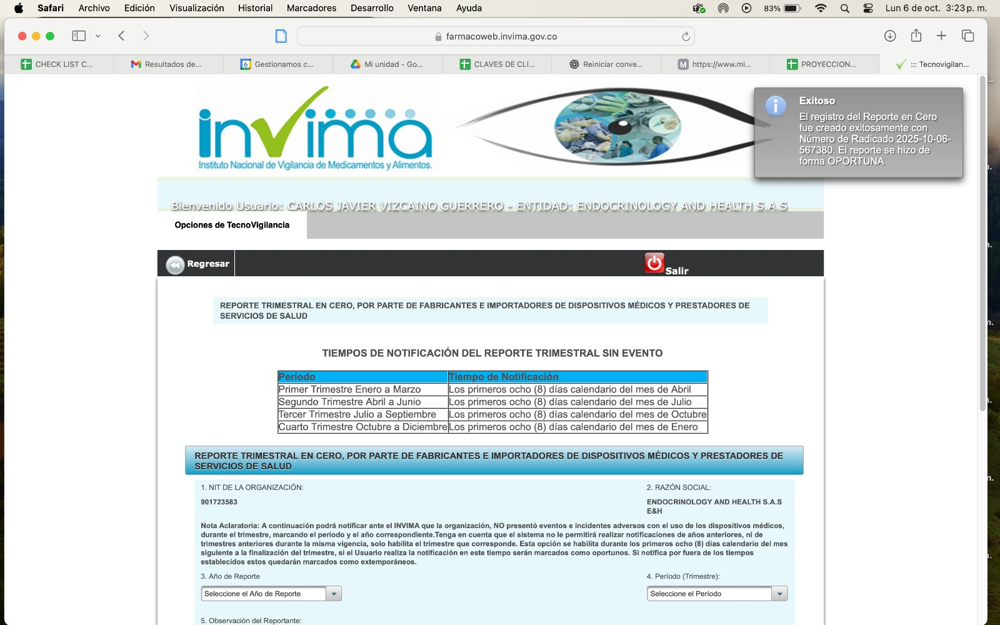 Safari Archivo Edición Visualización Historial Marcadores Desarrollo Ventana Ayuda 83% Lun 6 de oct. 3:23 p. m.
farmacoweb.invima.gov.co
CHECK LIST C... Resultados de... 6 Gestionamos c... Mi unidad - Go... CLAVES DE CLI... Reiniciar conve... M https://www.mi... PROYECCION... ::: Tecnovigilan...
invima
Instituto Nacional de Vigilancia de Medicamentos y Alimentos.
Exitoso
El registro del Reporte en Cero
fue creado exitosamente con
Número de Radicado 2025-10-06-
567380. El reporte se hizo de
forma OPORTUNA
Bienvenido Usuario: CARLOS JAVIER VIZCAINO GUERRERO - ENTIDAD: ENDOCRINOLOGY AND HEALTH S.A.S
Opciones de TecnoVigilancia
Regresar Salir
REPORTE TRIMESTRAL EN CERO, POR PARTE DE FABRICANTES E IMPORTADORES DE DISPOSITIVOS MÉDICOS Y PRESTADORES DE
SERVICIOS DE SALUD
TIEMPOS DE NOTIFICACIÓN DEL REPORTE TRIMESTRAL SIN EVENTO
Período Tiempo de Notificación
Primer Trimestre Enero a Marzo Los primeros ocho (8) días calendario del mes de Abril
Segundo Trimestre Abril a Junio Los primeros ocho (8) días calendario del mes de Julio
Tercer Trimestre Julio a Septiembre Los primeros ocho (8) días calendario del mes de Octubre
Cuarto Trimestre Octubre a Diciembre Los primeros ocho (8) días calendario del mes de Enero
REPORTE TRIMESTRAL EN CERO, POR PARTE DE FABRICANTES E IMPORTADORES DE DISPOSITIVOS MÉDICOS Y PRESTADORES DE
SERVICIOS DE SALUD
1. NIT DE LA ORGANIZACIÓN: 2. RAZÓN SOCIAL:
901723583 ENDOCRINOLOGY AND HEALTH S.A.S
E&H
Nota Aclaratoria: A continuación podrá notificar ante el INVIMA que la organización, NO presentó eventos e incidentes adversos con el uso de los dispositivos médicos,
durante el trimestre, marcando el periodo y el año correspondiente.Tenga en cuenta que el sistema no le permitirá realizar notificaciones de años anteriores, ni de
trimestres anteriores durante la misma vigencia, solo habilita el trimestre que corresponde. Esta opción se habilita durante los primeros ocho (8) días calendario del mes
siguiente a la finalización del trimestre, si el Usuario realiza la notificación en este tiempo serán marcados como oportunos. Si notifica por fuera de los tiempos
establecidos estos quedarán marcados como extemporáneos.
3. Año de Reporte 4. Período (Trimestre):
Seleccione el Año de Reporte Seleccione el Período
5. Observación del Reportante: